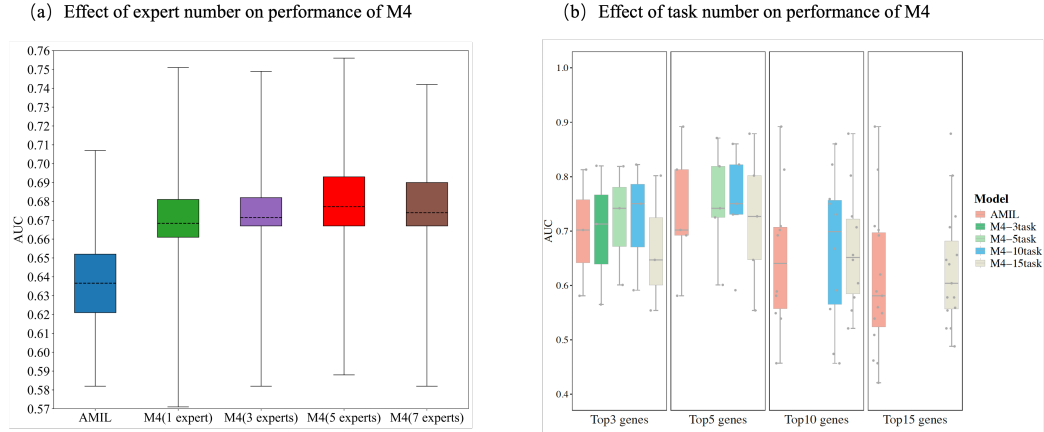 (a) Effect of expert number on performance of M4
0.76
0.75
0.74
0.73
0.72
0.71
0.70
0.69
0.68
0.67
0.66
0.65
0.64
0.63
0.62
0.61
0.60
0.59
0.58
0.57
AUC
AMIL
M4(1 expert)
M4(3 experts)
M4(5 experts)
M4(7 experts)
(b) Effect of task number on performance of M4
1.0
0.9
0.8
0.7
0.6
0.5
0.4
AUC
Top3 genes
Top5 genes
Top10 genes
Top15 genes
Model
AMIL
M4−3task
M4−5task
M4−10task
M4−15task